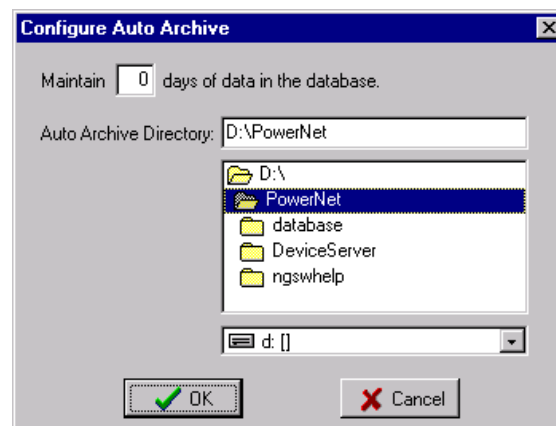 Configure Auto Archive
Maintain 0 days of data in the database.
Auto Archive Directory: D:\PowerNet
D:\
PowerNet
database
DeviceServer
ngswhelp
d: []
OK
Cancel